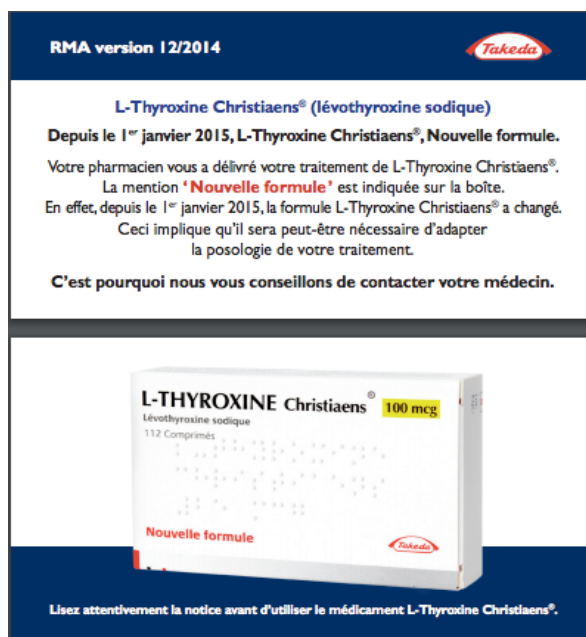 RMA version 12/2014
Takeda
L-Thyroxine Christiaens® (lévothyroxine sodique)
Depuis le 1er janvier 2015, L-Thyroxine Christiaens®, Nouvelle formule.
Votre pharmacien vous a délivré votre traitement de L-Thyroxine Christiaens®.
La mention ‘Nouvelle formule’ est indiquée sur la boîte.
En effet, depuis le 1er janvier 2015, la formule L-Thyroxine Christiaens® a changé.
Ceci implique qu’il sera peut-être nécessaire d’adapter
la posologie de votre traitement.
C’est pourquoi nous vous conseillons de contacter votre médecin.
L-THYROXINE Christiaens® 100 mcg
Lévothyroxine sodique
112 Comprimés
Nouvelle formule
Takeda
Lisez attentivement la notice avant d’utiliser le médicament L-Thyroxine Christiaens®.